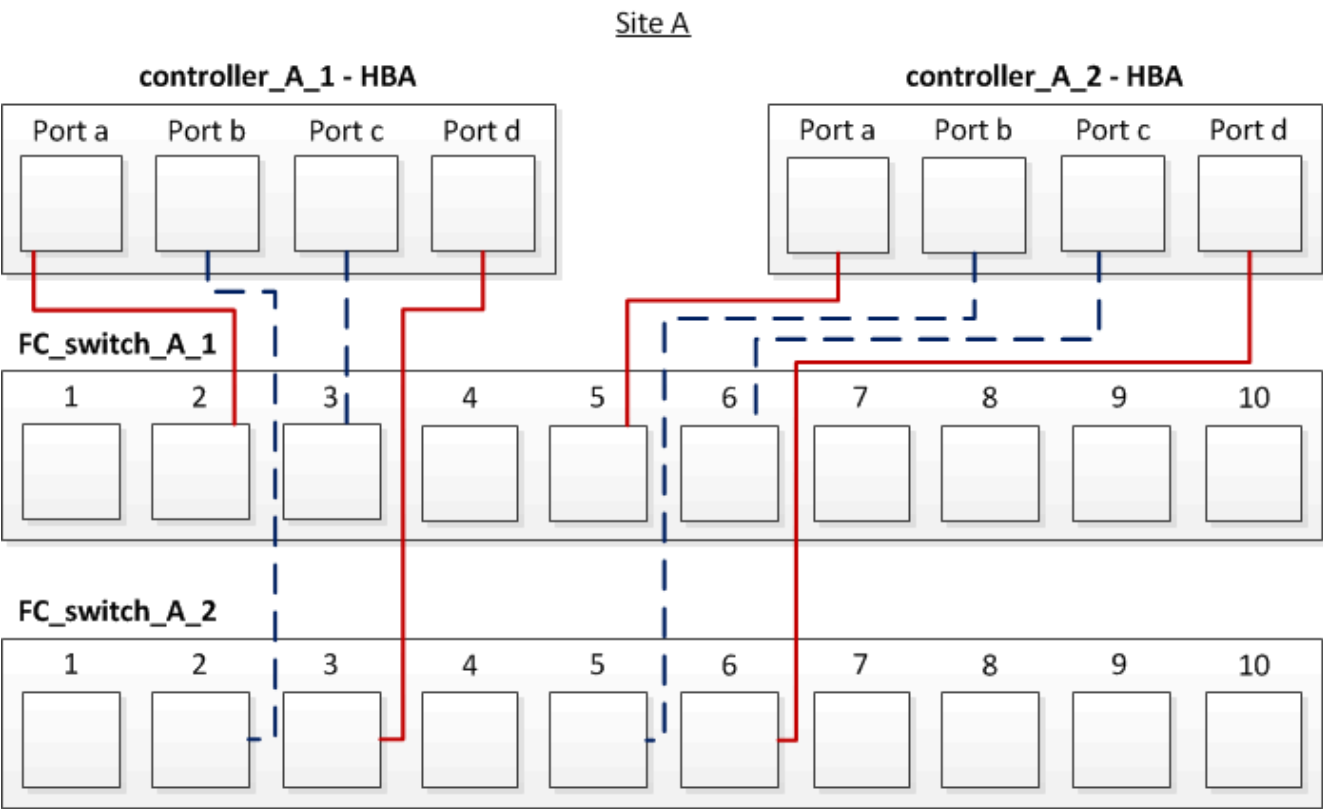 Site A
controller_A_1 - HBA
controller_A_2 - HBA
Port a Port b Port c Port d
Port a Port b Port c Port d
FC_switch_A_1
1 2 3 4 5 6 7 8 9 10
FC_switch_A_2
1 2 3 4 5 6 7 8 9 10